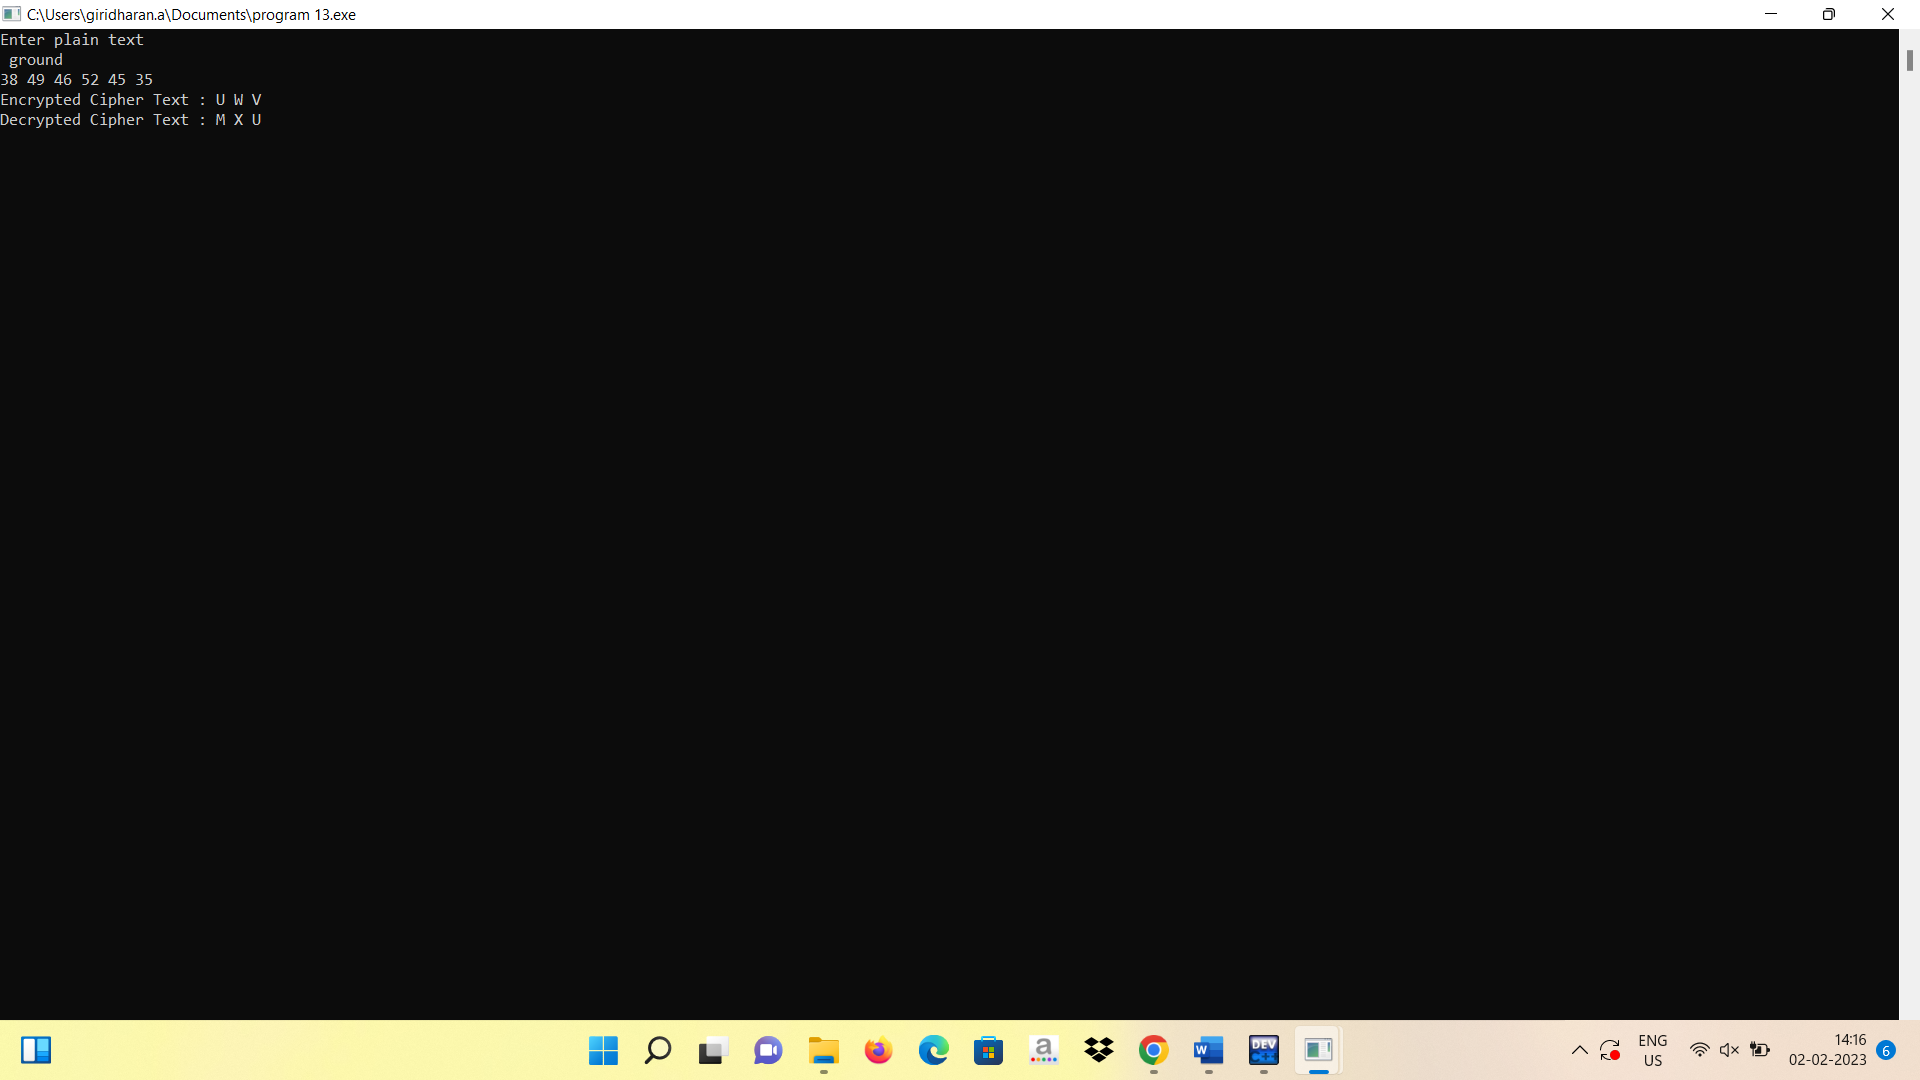 C:\Users\giridharan.a\Documents\program 13.exe
Enter plain text
ground
38 49 46 52 45 35
Encrypted Cipher Text : U W V
Decrypted Cipher Text : M X U
a
W
DEV
C++
ENG
US
14:16
02-02-2023
6